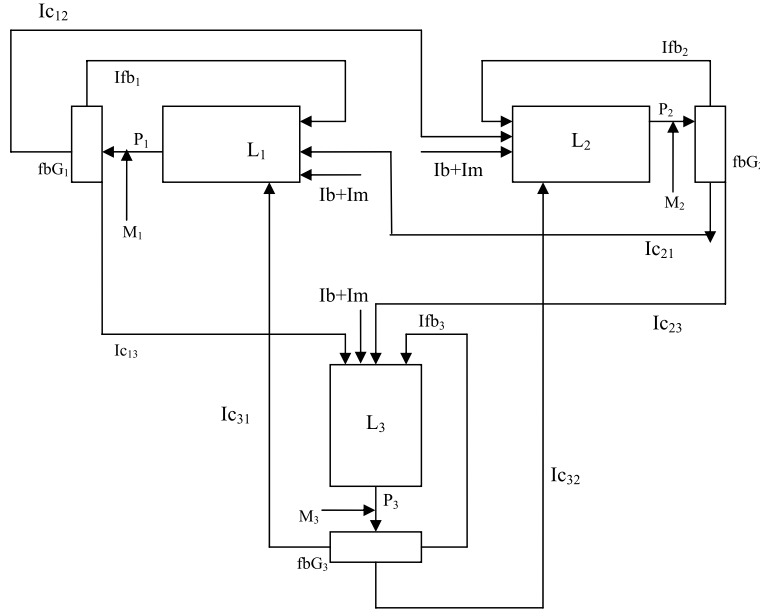 Ic12
Ifb1
Ifb2
P1
L1
L2
P2
fbG1
fbG2
Ib+Im
Ib+Im
M1
M2
Ic21
Ib+Im
Ifb3
Ic23
Ic13
Ic31
L3
Ic32
P3
M3
fbG3